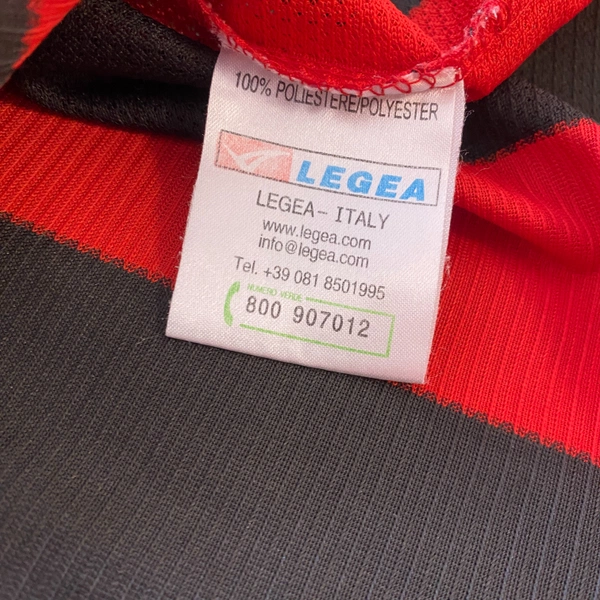 100% POLIESTERE/POLYESTER
LEGEA
LEGEA- ITALY
www.legea.com
info@legea.com
Tel. +39 081 8501995
NUMERO VERDE
800 907012